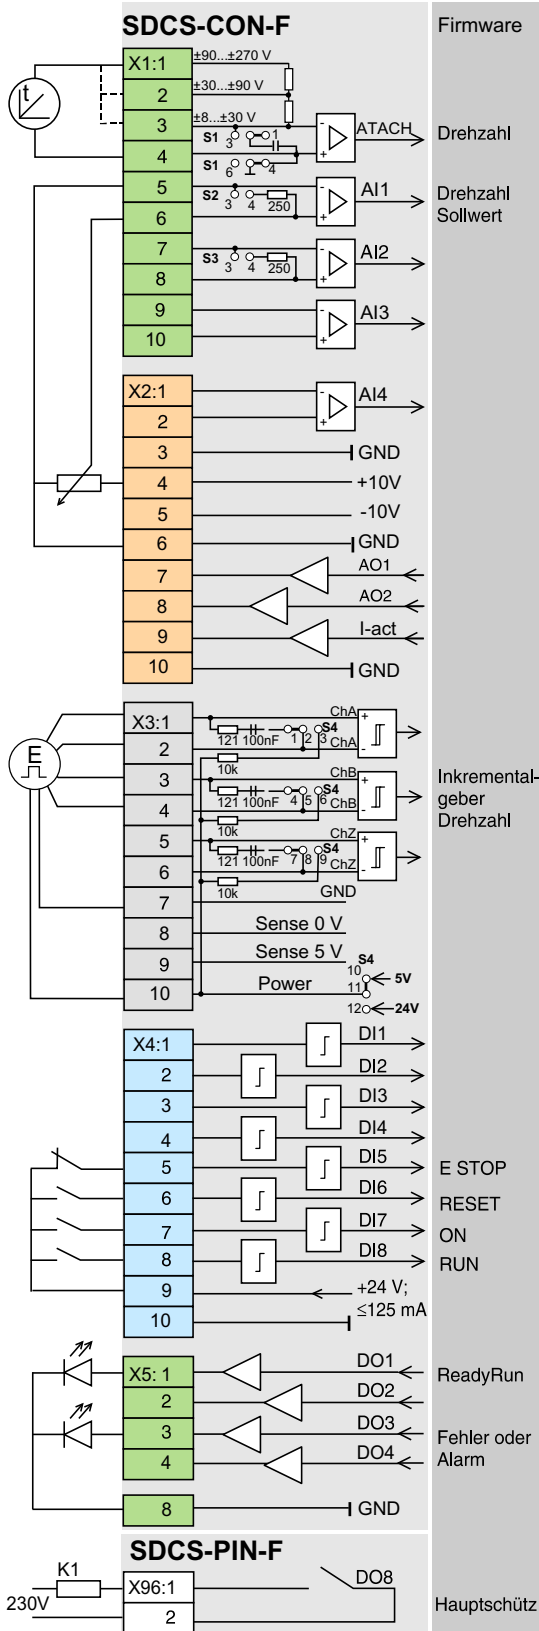 SDCS-CON-F Firmware
X1:1 ±90...±270 V
2 ±30...±90 V
3 ±8...±30 V
t
S1 3 1 - + ATACH Drehzahl
4
S1 6 4
5 S2 3 4 250 - + AI1 Drehzahl
Sollwert
6
7 S3 3 4 250 - + AI2
8
9 - + AI3
10
X2:1 - + AI4
2
3 GND
4 +10V
5 -10V
6 GND
7 AO1
8 AO2
9 I-act
10 GND
X3:1 ChA +
121 100nF 1 2 3 S4
2 ChA -
E
10k
3 ChB + Inkremental-
geber
Drehzahl
121 100nF 4 5 6 S4
4 ChB -
10k
5 ChZ +
121 100nF 7 8 9 S4
6 ChZ -
10k
7 GND
8 Sense 0 V
9 Sense 5 V
S4
10 5V
10 Power 11
12 24V
X4:1 DI1
2 DI2
3 DI3
4 DI4
5 DI5 E STOP
6 DI6 RESET
7 DI7 ON
8 DI8 RUN
9 +24 V;
≤125 mA
10
X5: 1 DO1 ReadyRun
2 DO2
3 DO3 Fehler oder
Alarm
4 DO4
8 GND
SDCS-PIN-F
K1
X96:1 DO8
230V
2 Hauptschütz